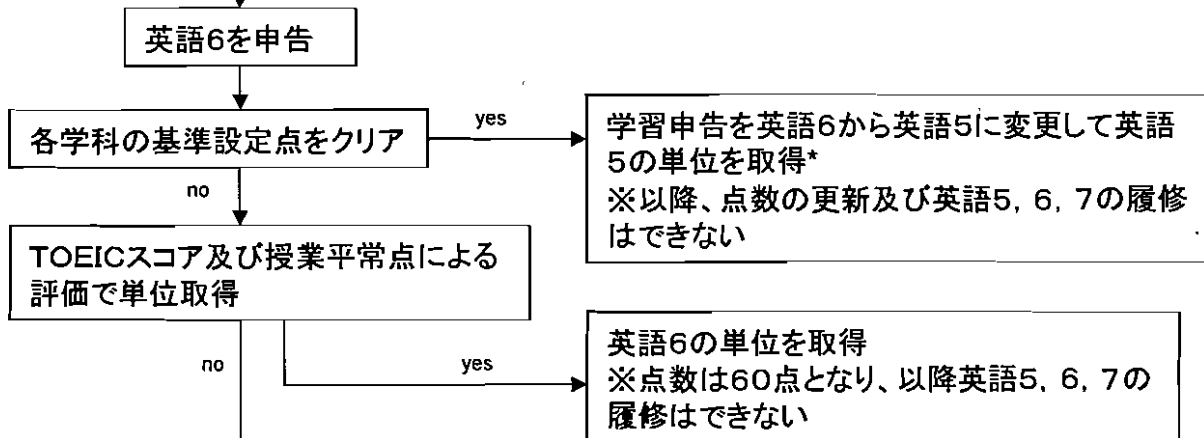 英語6を申告
各学科の基準設定点をクリア
yes
学習申告を英語6から英語5に変更して英語
5の単位を取得*
※以降、点数の更新及び英語5, 6, 7の履修
はできない
no
TOEICスコア及び授業平常点による
評価で単位取得
yes
英語6の単位を取得
※点数は60点となり、以降英語5, 6, 7の
履修はできない
no